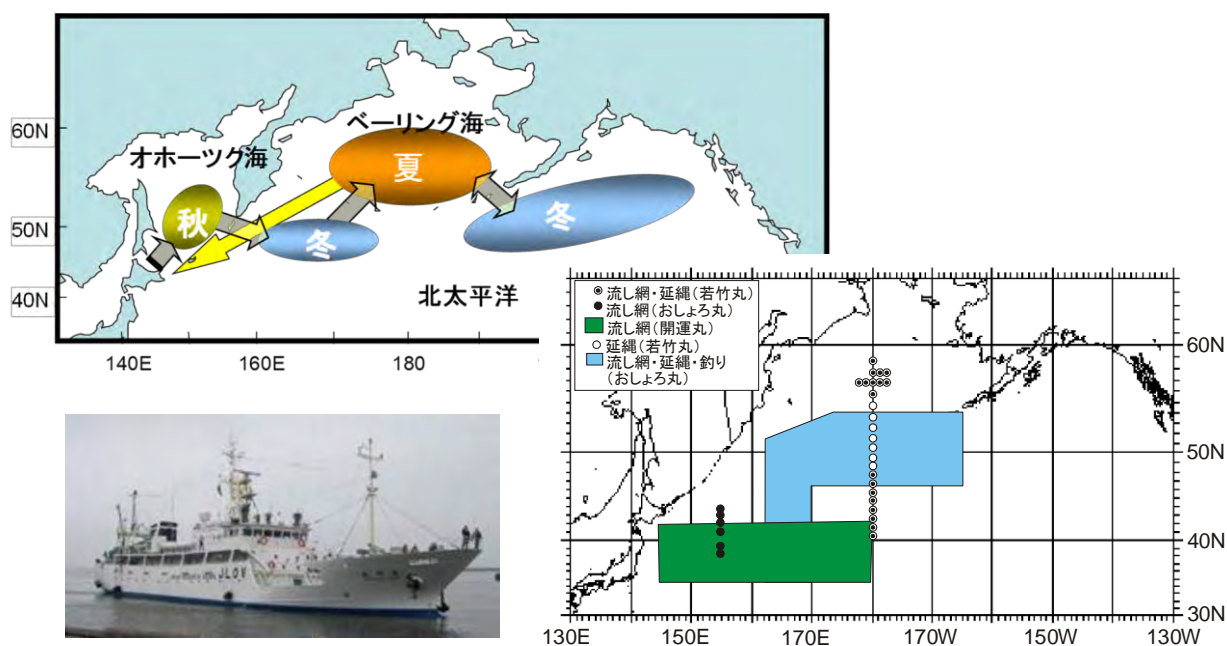 60N
50N
40N
ベーリング海
オホーツク海
夏
秋
冬
冬
北太平洋
140E
160E
180
流し網・延縄(若竹丸)
流し網(おしょろ丸)
流し網(開運丸)
延縄(若竹丸)
流し網・延縄・釣り
(おしょろ丸)
60N
50N
40N
30N
130E
150E
170E
170W
150W
130W
JLOV